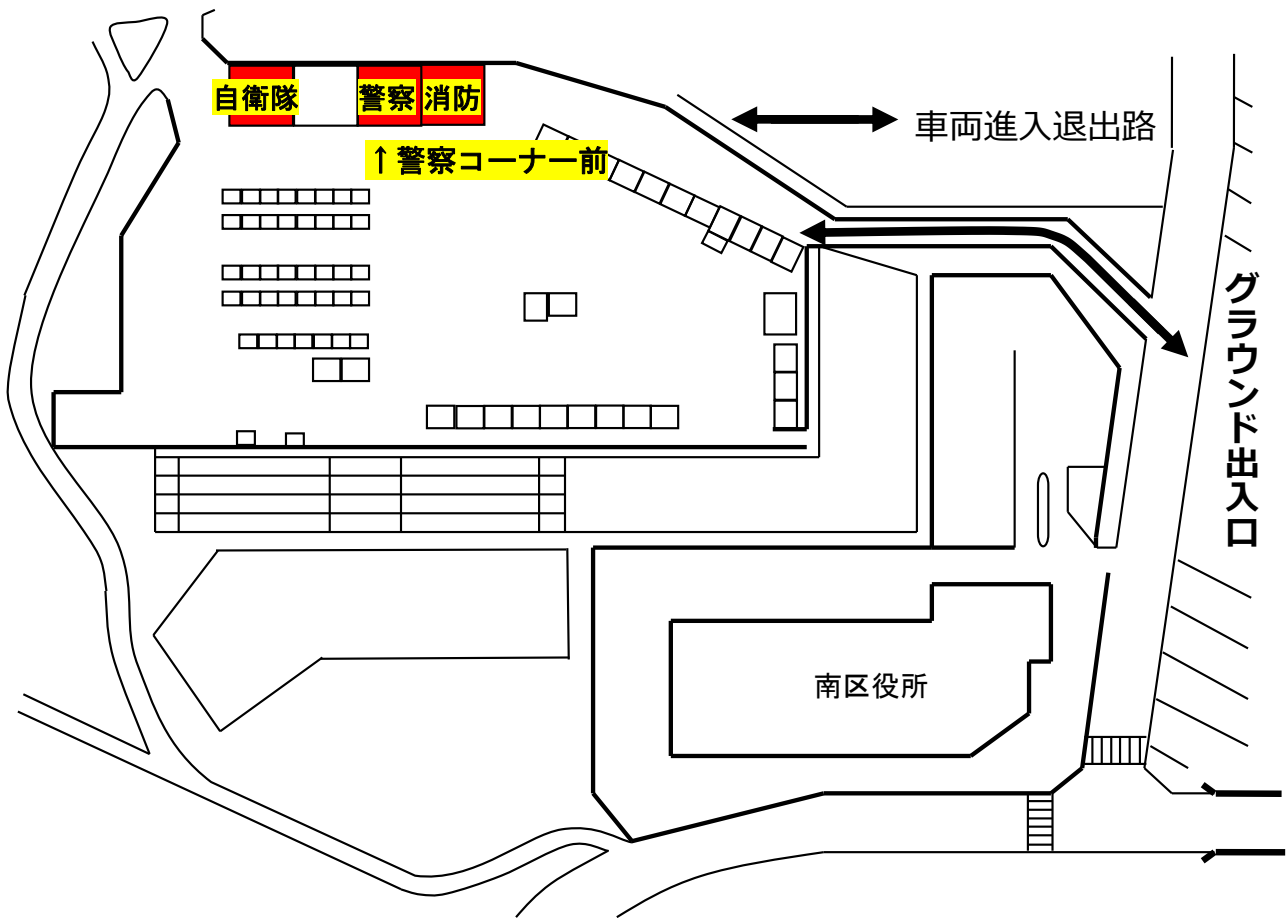 自衛隊
警察
消防
↑警察コーナー前
車両進入退出路
グラウンド出入口
南区役所